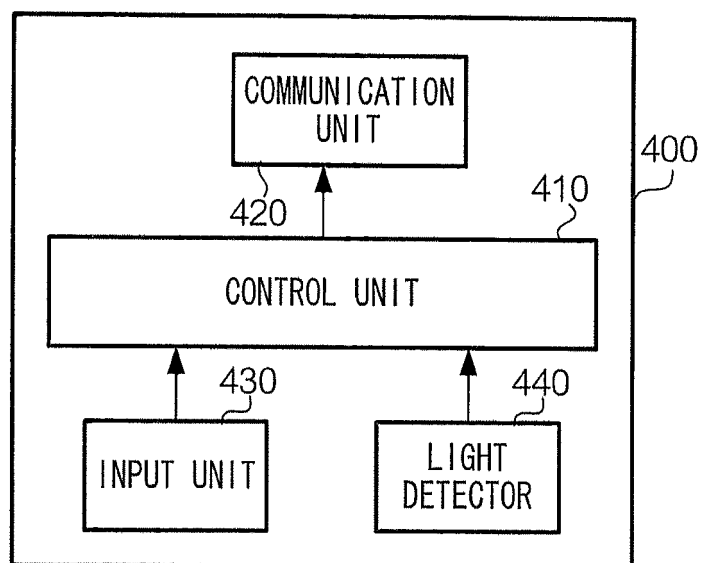 COMMUNICATION
UNIT
400
420
410
CONTROL UNIT
430
440
INPUT UNIT
LIGHT
DETECTOR